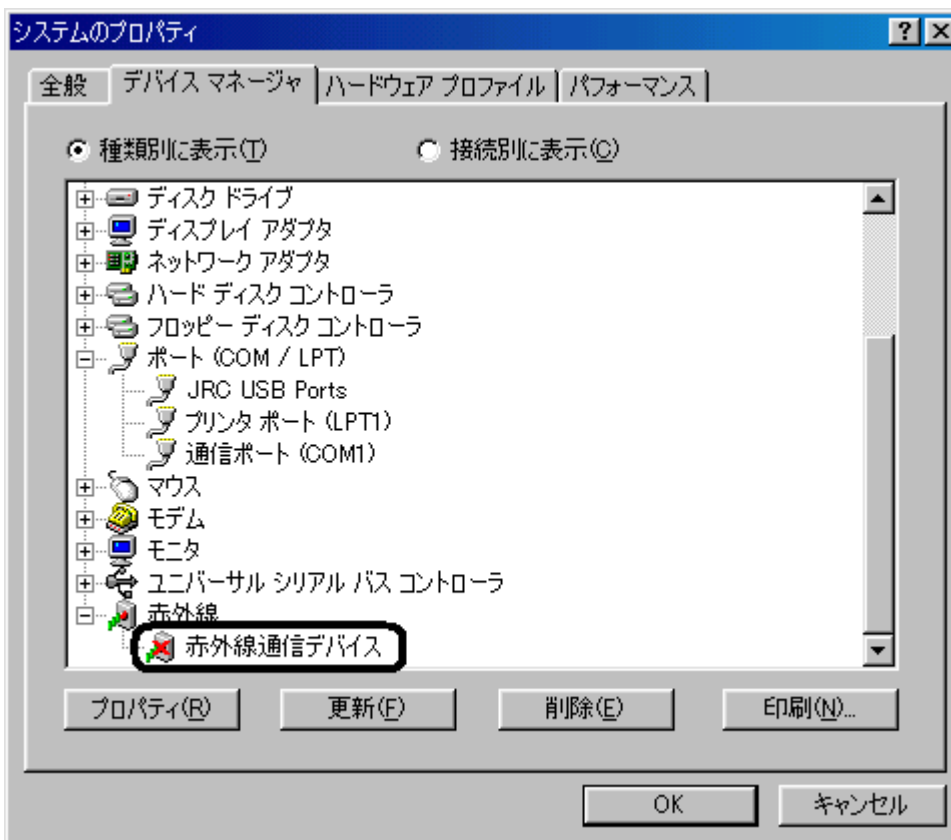 システムのプロパティ
全般 デバイス マネージャ ハードウェア プロファイル パフォーマンス
種類別に表示(T) 接続別に表示(C)
ディスク ドライブ
ディスプレイ アダプタ
ネットワーク アダプタ
ハード ディスク コントローラ
フロッピー ディスク コントローラ
ポート (COM / LPT)
JRC USB Ports
プリンタ ポート (LPT1)
通信ポート (COM1)
マウス
モデム
モニタ
ユニバーサル シリアル バス コントローラ
赤外線
赤外線通信デバイス
プロパティ(R) 更新(F) 削除(E) 印刷(N)...
OK キャンセル